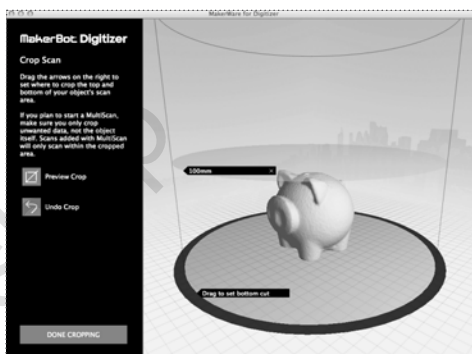 MakerWare for Digitizer
MakerBot. Digitizer
Crop Scan
Drag the arrows on the right to
set where to crop the top and
bottom of your object's scan
area.
If you plan to start a MultiScan,
make sure you only crop
unwanted data, not the object
itself. Scans added with MultiScan
will only scan within the cropped
area.
Preview Crop
Undo Crop
100mm
Drag to set bottom cut
DONE CROPPING